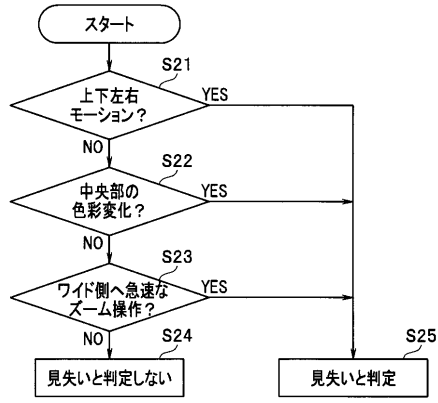 スタート
S21
上下左右
モーション？
YES
NO
S22
中央部の
色彩変化？
YES
NO
S23
ワイド側へ急速な
ズーム操作？
YES
NO
S24
見失いと判定しない
S25
見失いと判定